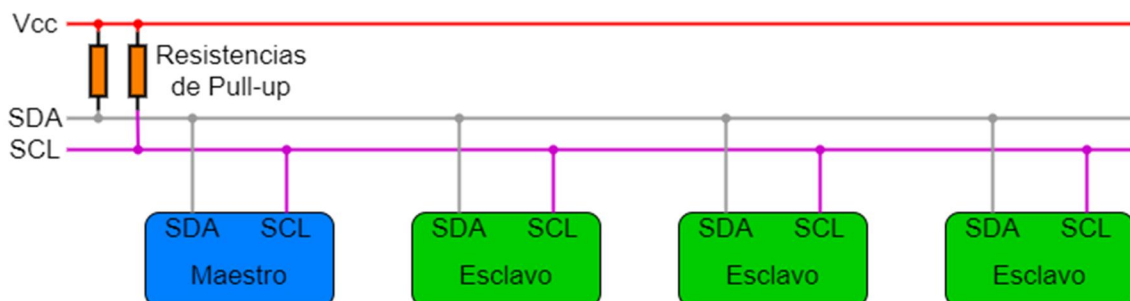 Vcc
Resistencias
de Pull-up
SDA
SCL
SDA SCL
Maestro
SDA SCL
Esclavo
SDA SCL
Esclavo
SDA SCL
Esclavo